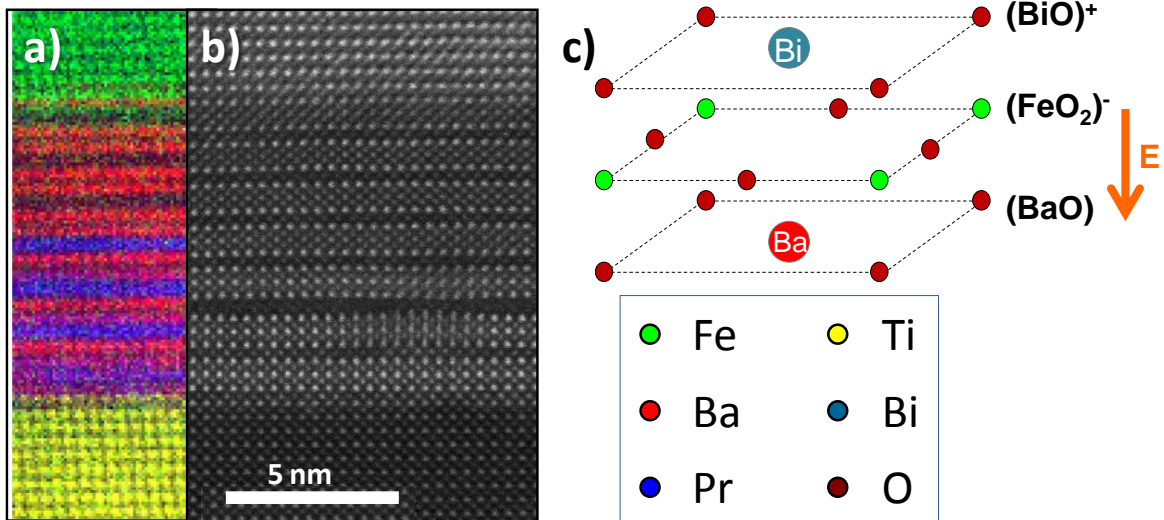 a)
b)
5 nm
c)
(BiO)⁺
Bi
(FeO₂)⁻
E
(BaO)
Ba
Fe
Ti
Ba
Bi
Pr
O